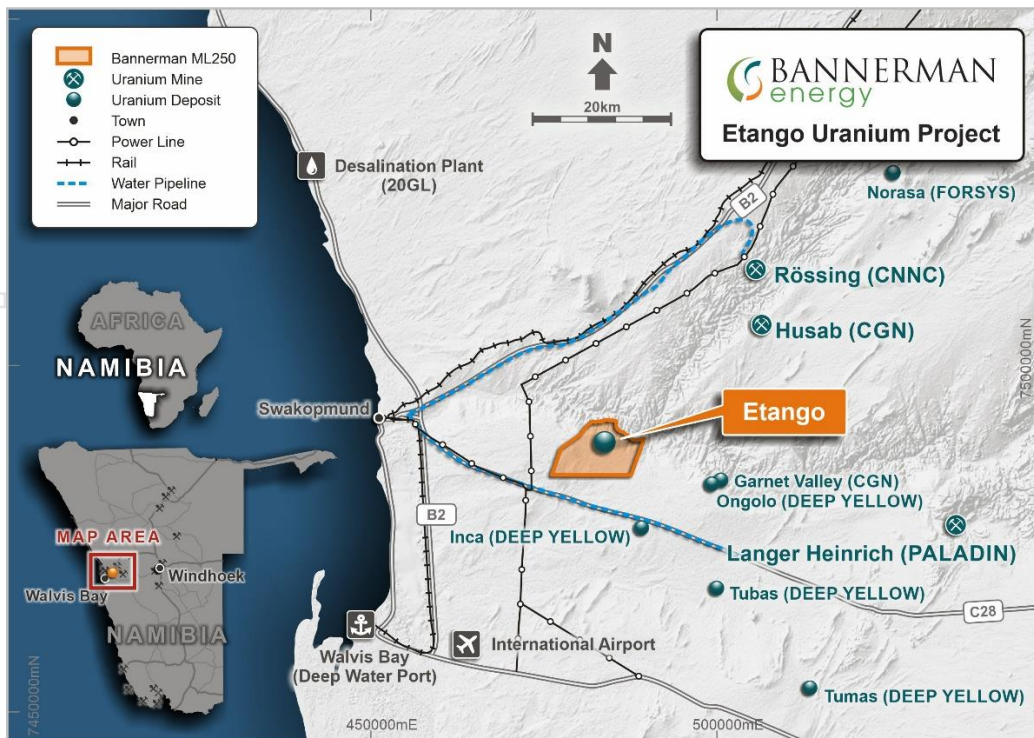 Bannerman ML250
Uranium Mine
Uranium Deposit
Town
Power Line
Rail
Water Pipeline
Major Road
N
20km
BANNERMAN
energy
Etango Uranium Project
Desalination Plant
(20GL)
B2
Norasa (FORSYS)
Rössing (CNNC)
Husab (CGN)
7500000mN
AFRICA
NAMIBIA
Swakopmund
Etango
Garnet Valley (CGN)
Ongolo (DEEP YELLOW)
B2
Inca (DEEP YELLOW)
Langer Heinrich (PALADIN)
MAP AREA
Windhoek
Walvis Bay
NAMIBIA
Tubas (DEEP YELLOW)
C28
International Airport
Walvis Bay
(Deep Water Port)
Tumas (DEEP YELLOW)
7450000mN
450000mE
500000mE